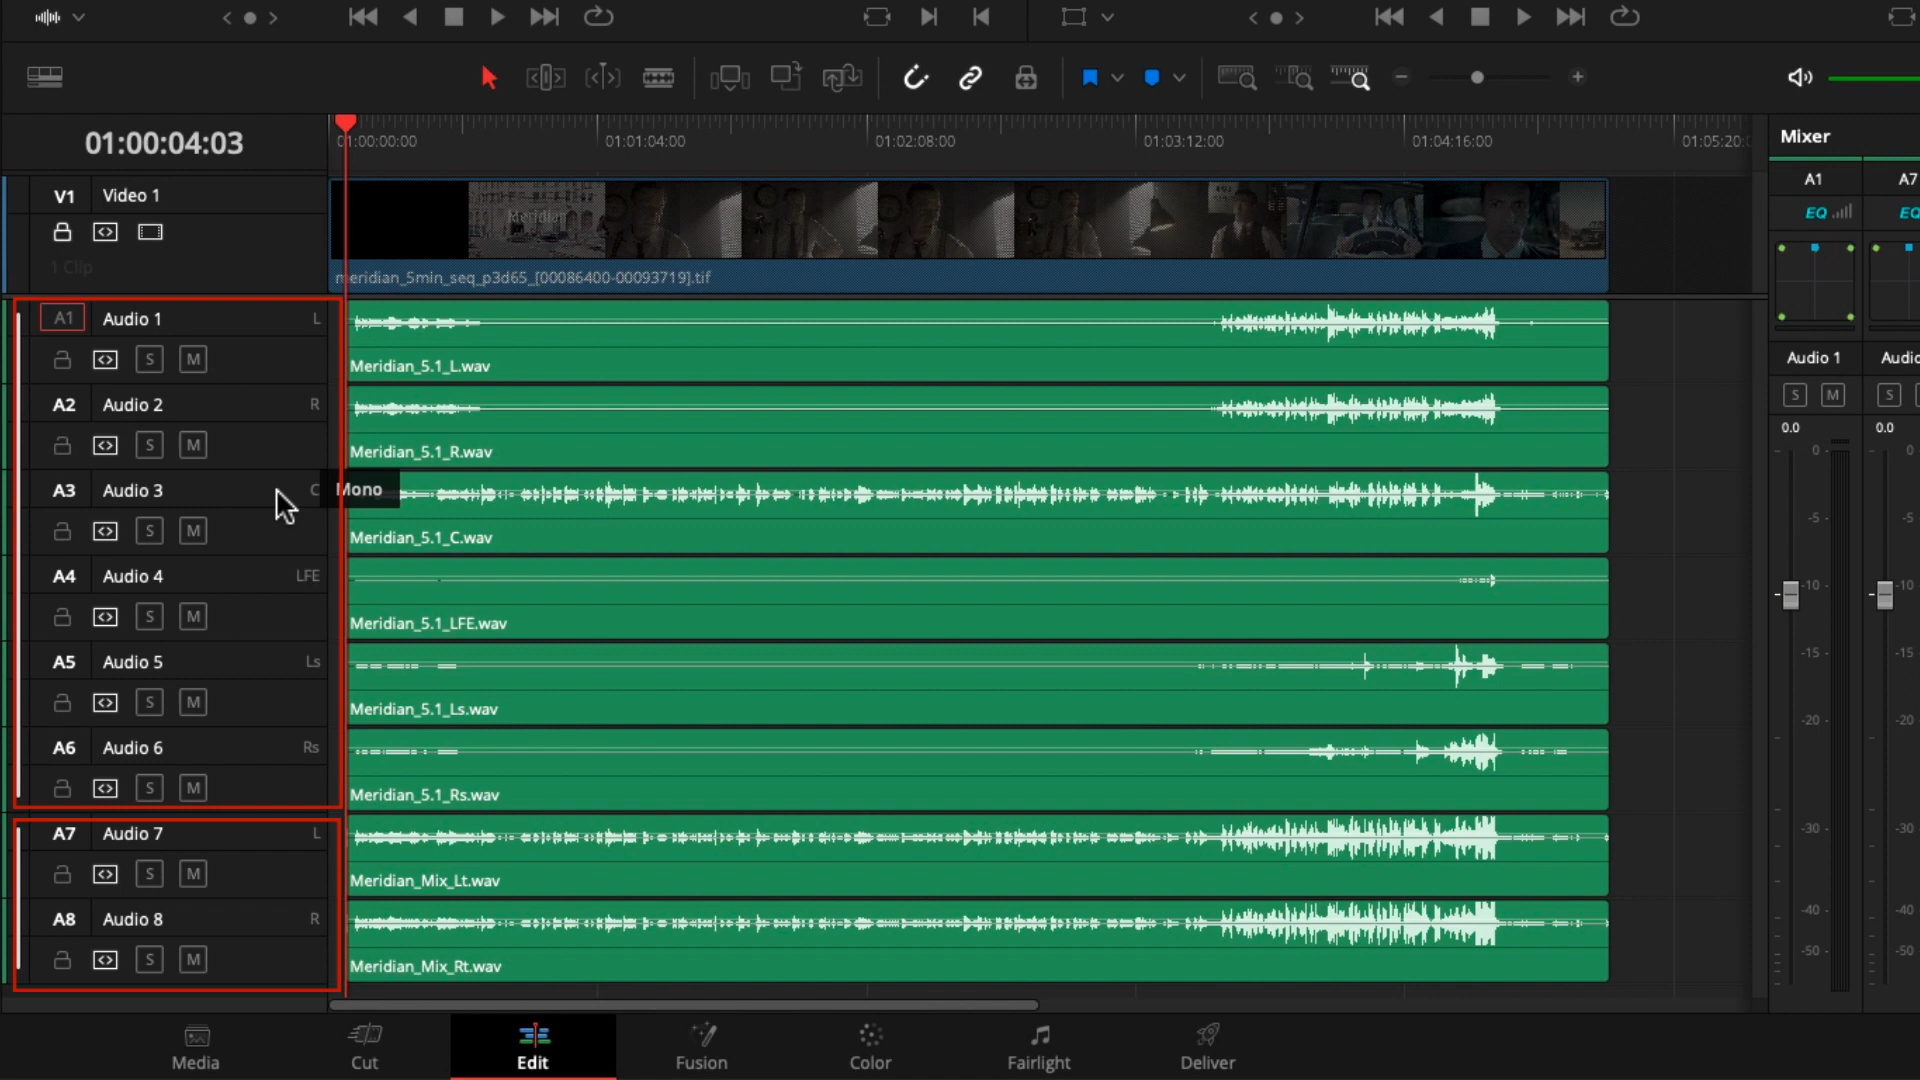 01:00:04:03
01:00:00:00
01:01:04:00
01:02:08:00
01:03:12:00
01:04:16:00
01:05:20:0
Mixer
V1 Video 1
1 Clip
Meridian
meridian_5min_seq_p3d65_[00086400-00093719].tif
A1 A7
EQ EQ
A1 Audio 1 L
S M
Meridian_5.1_L.wav
A2 Audio 2 R
S M
Meridian_5.1_R.wav
A3 Audio 3 C
Mono
S M
Meridian_5.1_C.wav
A4 Audio 4 LFE
S M
Meridian_5.1_LFE.wav
A5 Audio 5 Ls
S M
Meridian_5.1_Ls.wav
A6 Audio 6 Rs
S M
Meridian_5.1_Rs.wav
A7 Audio 7 L
S M
Meridian_Mix_Lt.wav
A8 Audio 8 R
S M
Meridian_Mix_Rt.wav
Audio 1 Audio
S M S
0.0 0.0
0 0
-5 -5
-10 -10
-15 -15
-20 -20
-30 -30
-40 -40
-50 -50
Media
Cut
Edit
Fusion
Color
Fairlight
Deliver